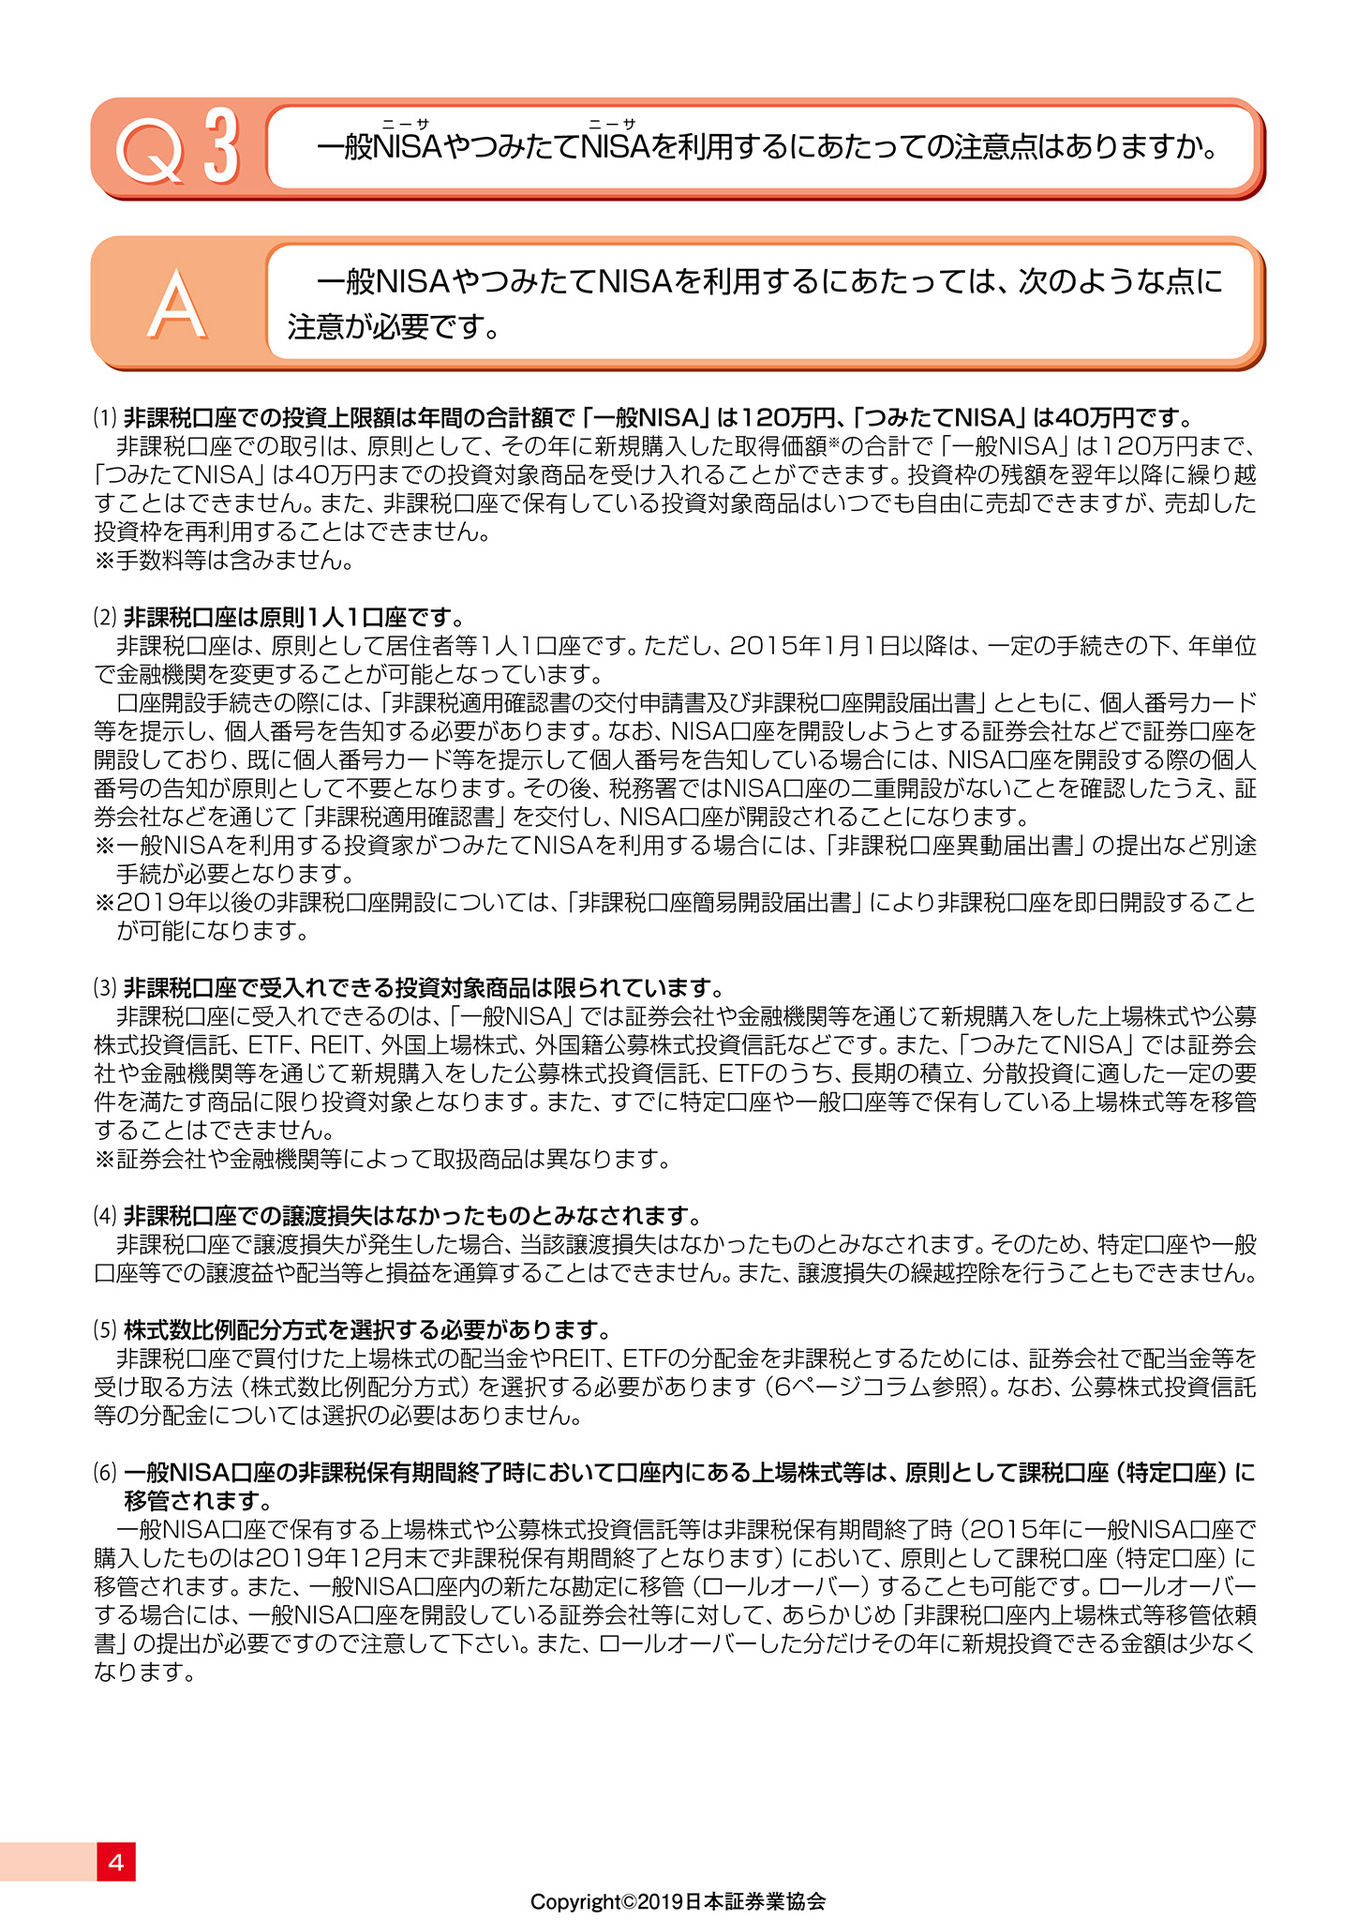 Q3
ニーサ ニーサ
一般NISAやつみたてNISAを利用するにあたっての注意点はありますか。
A
一般NISAやつみたてNISAを利用するにあたっては、次のような点に
注意が必要です。
⑴ 非課税口座での投資上限額は年間の合計額で「一般NISA」は120万円、「つみたてNISA」は40万円です。
非課税口座での取引は、原則として、その年に新規購入した取得価額※の合計で「一般NISA」は120万円まで、
「つみたてNISA」は40万円までの投資対象商品を受け入れることができます。投資枠の残額を翌年以降に繰り越
すことはできません。また、非課税口座で保有している投資対象商品はいつでも自由に売却できますが、売却した
投資枠を再利用することはできません。
※手数料等は含みません。
⑵ 非課税口座は原則1人1口座です。
非課税口座は、原則として居住者等1人1口座です。ただし、2015年1月1日以降は、一定の手続きの下、年単位
で金融機関を変更することが可能となっています。
口座開設手続きの際には、「非課税適用確認書の交付申請書及び非課税口座開設届出書」とともに、個人番号カード
等を提示し、個人番号を告知する必要があります。なお、NISA口座を開設しようとする証券会社などで証券口座を
開設しており、既に個人番号カード等を提示して個人番号を告知している場合には、NISA口座を開設する際の個人
番号の告知が原則として不要となります。その後、税務署ではNISA口座の二重開設がないことを確認したうえ、証
券会社などを通じて「非課税適用確認書」を交付し、NISA口座が開設されることになります。
※一般NISAを利用する投資家がつみたてNISAを利用する場合には、「非課税口座異動届出書」の提出など別途
手続が必要となります。
※2019年以後の非課税口座開設については、「非課税口座簡易開設届出書」により非課税口座を即日開設すること
が可能になります。
⑶ 非課税口座で受入れできる投資対象商品は限られています。
非課税口座に受入れできるのは、「一般NISA」では証券会社や金融機関等を通じて新規購入をした上場株式や公募
株式投資信託、ETF、REIT、外国上場株式、外国籍公募株式投資信託などです。また、「つみたてNISA」では証券会
社や金融機関等を通じて新規購入をした公募株式投資信託、ETFのうち、長期の積立、分散投資に適した一定の要
件を満たす商品に限り投資対象となります。また、すでに特定口座や一般口座等で保有している上場株式等を移管
することはできません。
※証券会社や金融機関等によって取扱商品は異なります。
⑷ 非課税口座での譲渡損失はなかったものとみなされます。
非課税口座で譲渡損失が発生した場合、当該譲渡損失はなかったものとみなされます。そのため、特定口座や一般
口座等での譲渡益や配当等と損益を通算することはできません。また、譲渡損失の繰越控除を行うこともできません。
⑸ 株式数比例配分方式を選択する必要があります。
非課税口座で買付けた上場株式の配当金やREIT、ETFの分配金を非課税とするためには、証券会社で配当金等を
受け取る方法（株式数比例配分方式）を選択する必要があります（6ページコラム参照）。なお、公募株式投資信託
等の分配金については選択の必要はありません。
⑹ 一般NISA口座の非課税保有期間終了時において口座内にある上場株式等は、原則として課税口座（特定口座）に
移管されます。
一般NISA口座で保有する上場株式や公募株式投資信託等は非課税保有期間終了時（2015年に一般NISA口座で
購入したものは2019年12月末で非課税保有期間終了となります）において、原則として課税口座（特定口座）に
移管されます。また、一般NISA口座内の新たな勘定に移管（ロールオーバー）することも可能です。ロールオーバー
する場合には、一般NISA口座を開設している証券会社等に対して、あらかじめ「非課税口座内上場株式等移管依頼
書」の提出が必要ですので注意して下さい。また、ロールオーバーした分だけその年に新規投資できる金額は少なく
なります。
4
Copyright©2019日本証券業協会